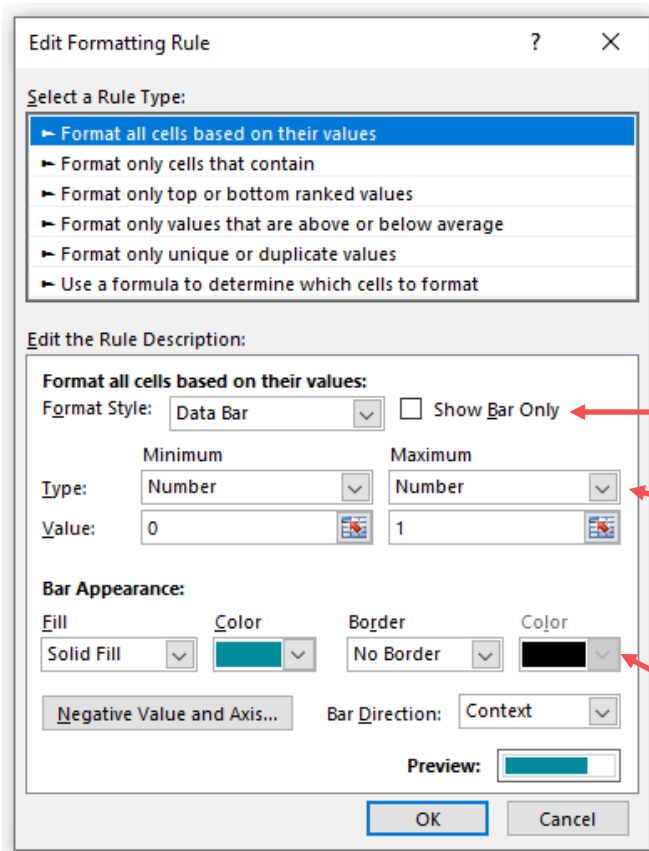 Edit Formatting Rule ? ×
Select a Rule Type:
► Format all cells based on their values
► Format only cells that contain
► Format only top or bottom ranked values
► Format only values that are above or below average
► Format only unique or duplicate values
► Use a formula to determine which cells to format
Edit the Rule Description:
Format all cells based on their values:
Format Style: Data Bar Show Bar Only
Minimum Maximum
Type: Number Number
Value: 0 1
Bar Appearance:
Fill Color Border Color
Solid Fill No Border
Negative Value and Axis... Bar Direction: Context
Preview:
OK Cancel